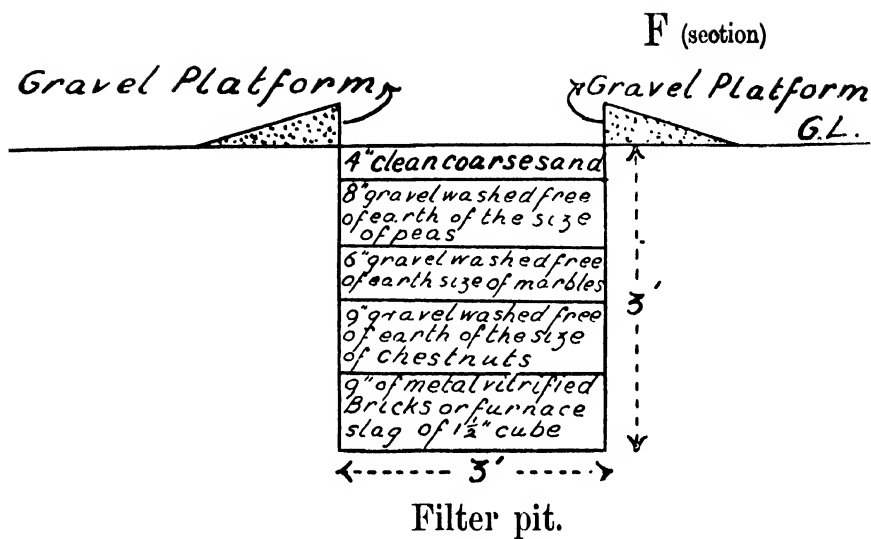 F (section)
Gravel Platform
Gravel Platform
G.L.
4" clean coarse sand
8" gravel washed free
of earth of the size
of peas
6" gravel washed free
of earth size of marbles
9" gravel washed free
of earth of the size
of chestnuts
9" of metal vitrified
Bricks or furnace
slag of 1½" cube
3'
3'
Filter pit.